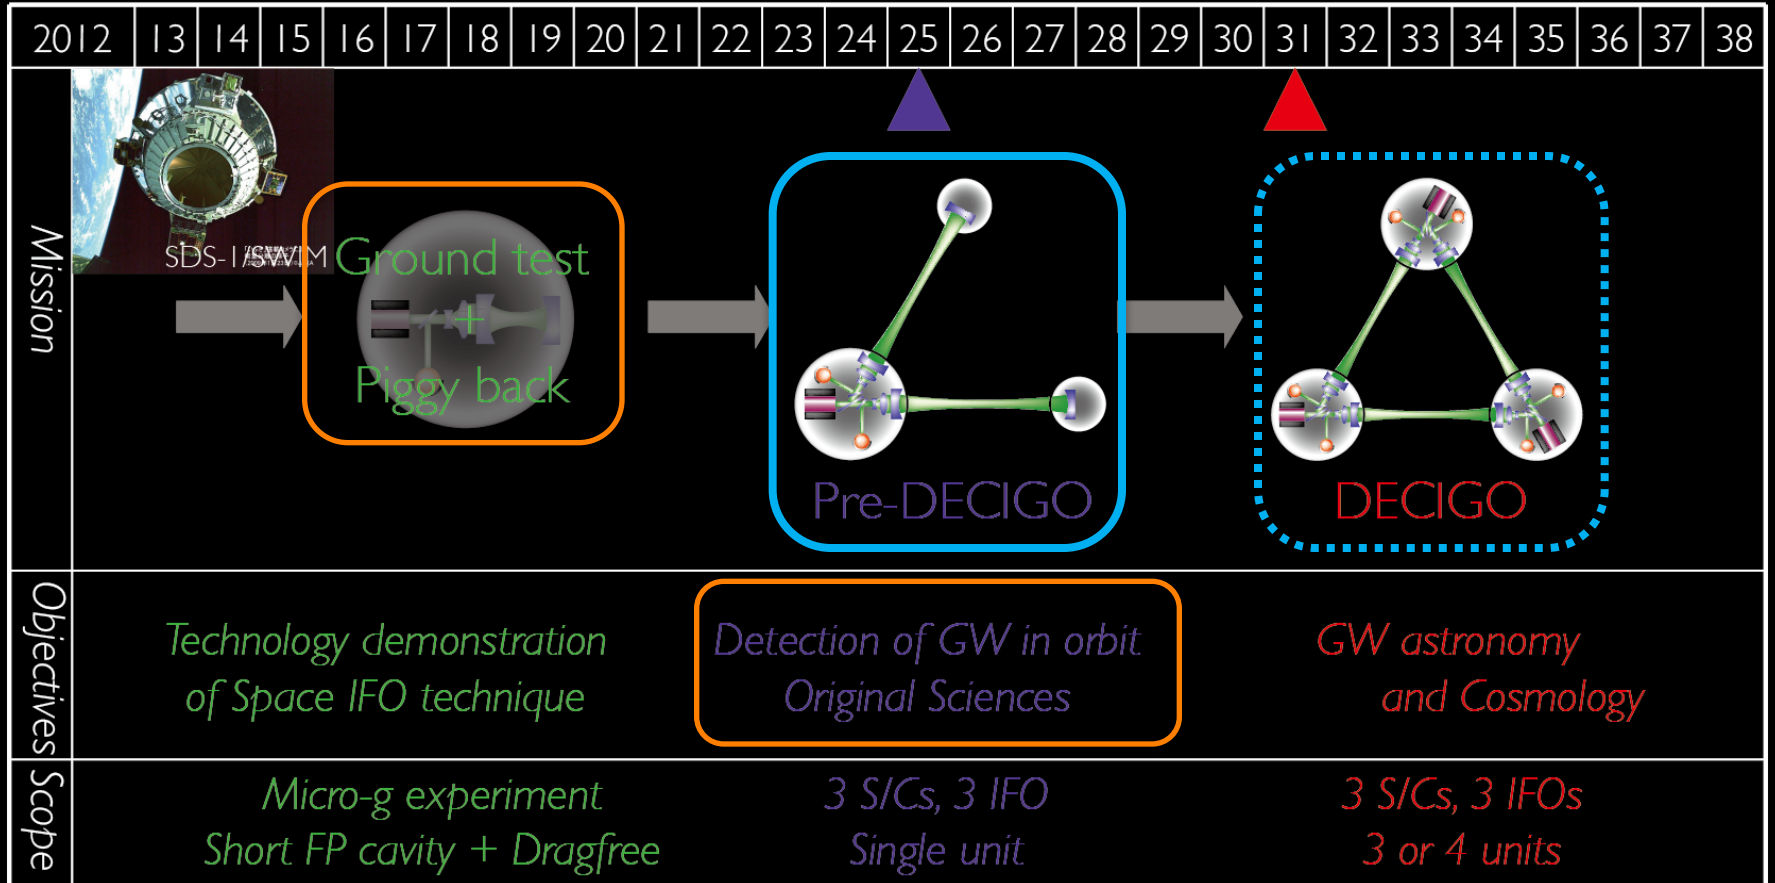 2012 13 14 15 16 17 18 19 20 21 22 23 24 25 26 27 28 29 30 31 32 33 34 35 36 37 38
Mission
SDS-1/SWIM
Ground test
+
Piggy back
Pre-DECIGO
DECIGO
Objectives
Technology demonstration
of Space IFO technique
Detection of GW in orbit
Original Sciences
GW astronomy
and Cosmology
Scope
Micro-g experiment
Short FP cavity + Dragfree
3 S/Cs, 3 IFO
Single unit
3 S/Cs, 3 IFOs
3 or 4 units